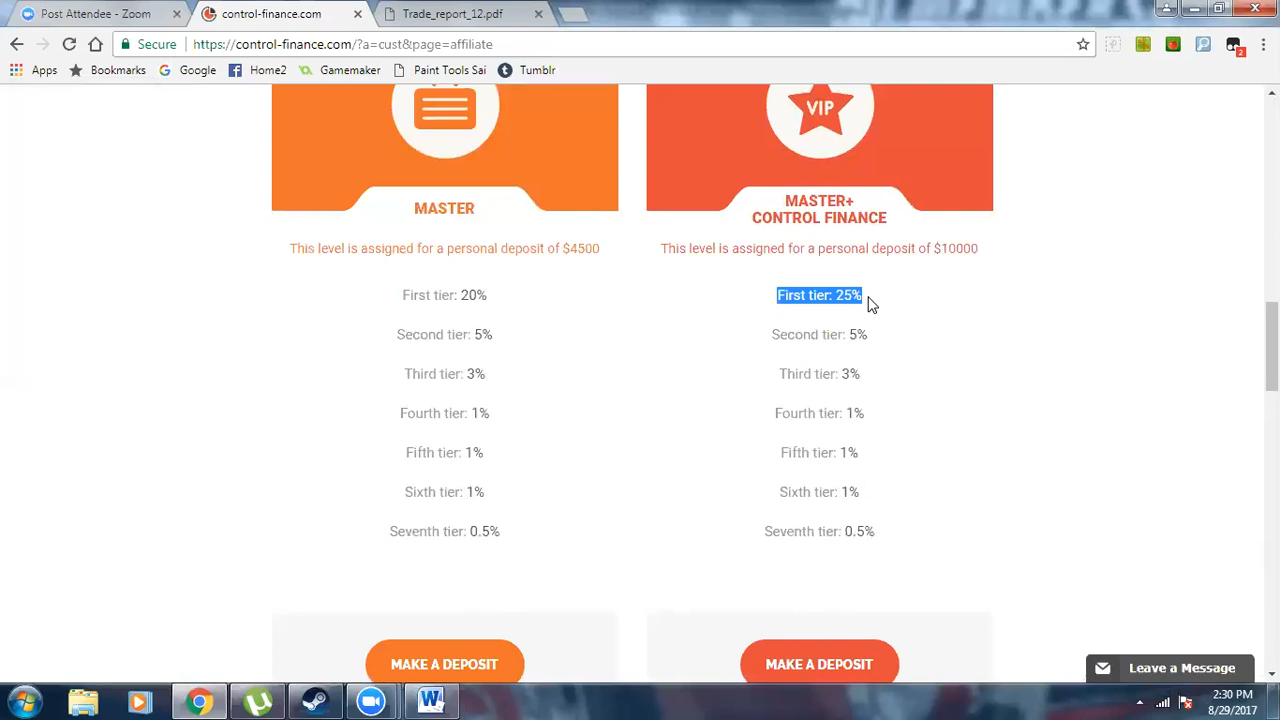 Post Attendee - Zoom
control-finance.com
Trade_report_12.pdf
Secure
https://control-finance.com/?a=cust&page=affiliate
2
Apps
Bookmarks
Google
Home2
Gamemaker
Paint Tools Sai
Tumblr
VIP
MASTER
MASTER+
CONTROL FINANCE
This level is assigned for a personal deposit of $4500
This level is assigned for a personal deposit of $10000
First tier: 20%
First tier: 25%
Second tier: 5%
Second tier: 5%
Third tier: 3%
Third tier: 3%
Fourth tier: 1%
Fourth tier: 1%
Fifth tier: 1%
Fifth tier: 1%
Sixth tier: 1%
Sixth tier: 1%
Seventh tier: 0.5%
Seventh tier: 0.5%
MAKE A DEPOSIT
MAKE A DEPOSIT
Leave a Message
2:30 PM
8/29/2017